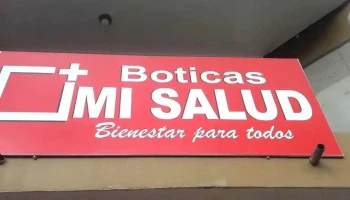 Boticas
MI SALUD
Bienestar para todos